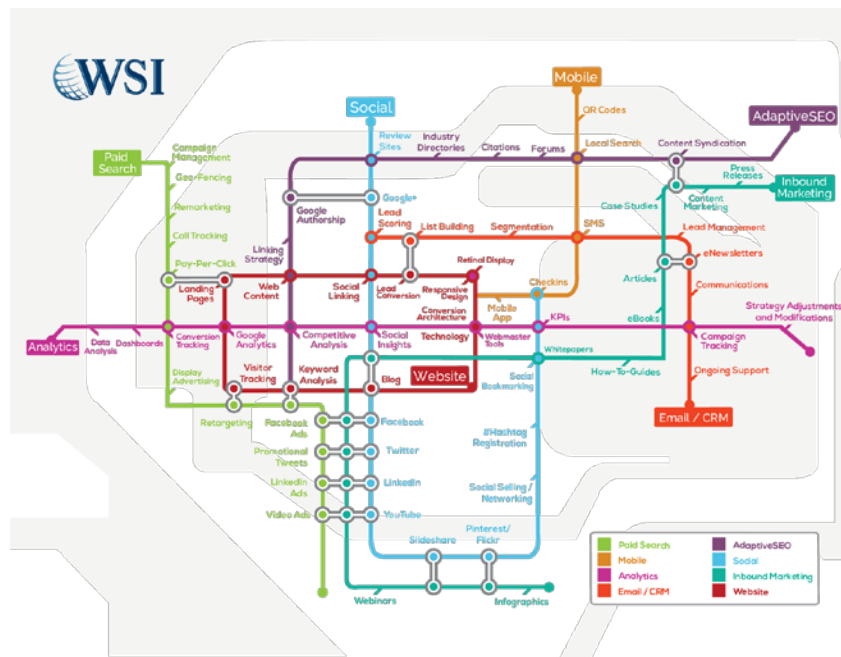 WSI
Social
Mobile
AdaptiveSEO
Paid
Search
Inbound
Marketing
Analytics
Website
Email / CRM
QR Codes
Review
Sites
Industry
Directories
Citations
Forums
Local Search
Content Syndication
Press
Releases
Campaign
Management
Geo-Fencing
Remarketing
Call Tracking
Pay-Per-Click
Google+
Google
Authorship
Lead
Scoring
List Building
Segmentation
SMS
Case Studies
Content
Marketing
Lead Management
eNewsletters
Linking
Strategy
Landing
Pages
Web
Content
Social
Linking
Lead
Conversion
Retinal Display
Responsive
Design
Checkins
Mobile
App
Articles
Communications
Conversion
Architecture
Technology
KPIs
eBooks
Strategy Adjustments
and Modifications
Data
Analysis
Dashboards
Conversion
Tracking
Google
Analytics
Competitive
Analysis
Social
Insights
Webmaster
Tools
Campaign
Tracking
Whitepapers
How-To-Guides
Ongoing Support
Display
Advertising
Visitor
Tracking
Keyword
Analysis
Blog
Social
Bookmarking
Retargeting
Facebook
Ads
Facebook
#Hashtag
Registration
Promotional
Tweets
Twitter
LinkedIn
Ads
LinkedIn
Social Selling /
Networking
Video Ads
YouTube
Slideshare
Pinterest/
Flickr
Webinars
Infographics
Paid Search
Mobile
Analytics
Email / CRM
AdaptiveSEO
Social
Inbound Marketing
Website